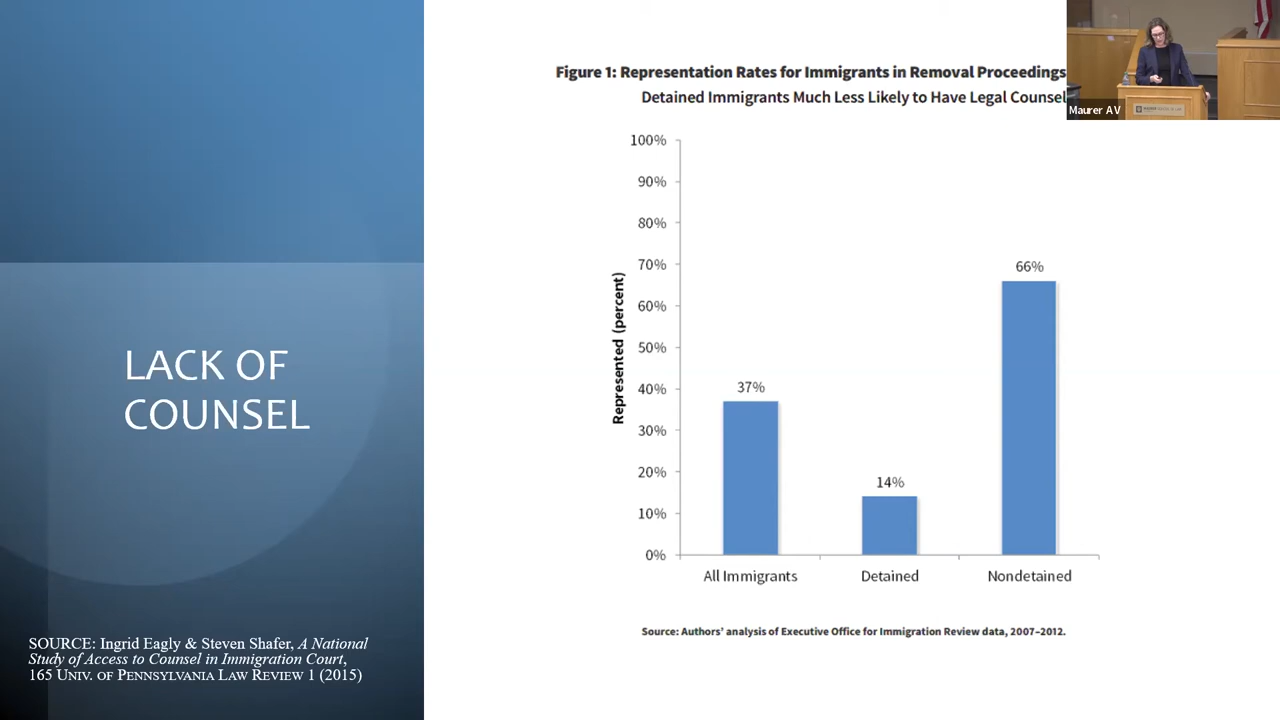 LACK OF
COUNSEL
SOURCE: Ingrid Eagly & Steven Shafer, A National
Study of Access to Counsel in Immigration Court,
165 UNIV. OF PENNSYLVANIA LAW REVIEW 1 (2015)
Figure 1: Representation Rates for Immigrants in Removal Proceedings
Detained Immigrants Much Less Likely to Have Legal Counsel
Represented (percent)
100%
90%
80%
70%
60%
50%
40%
30%
20%
10%
0%
37%
14%
66%
All Immigrants
Detained
Nondetained
Source: Authors’ analysis of Executive Office for Immigration Review data, 2007–2012.
Maurer AV